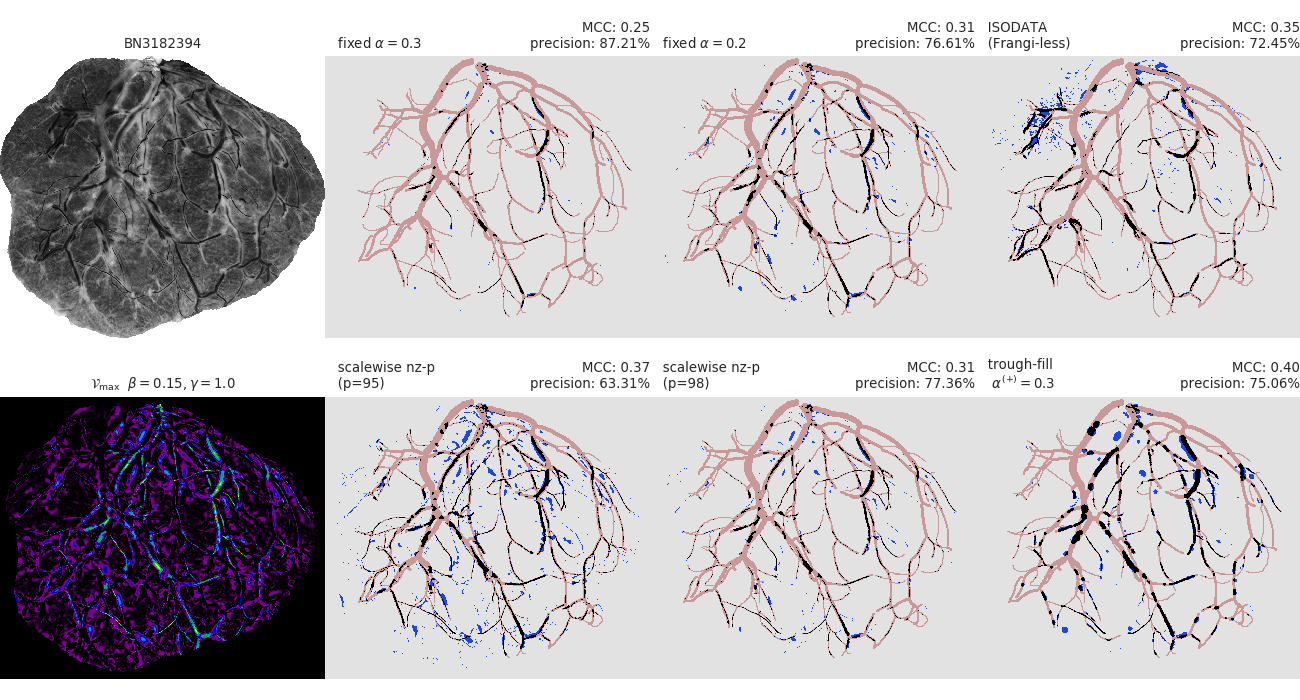 BN3182394
fixed α = 0.3
MCC: 0.25
precision: 87.21%
fixed α = 0.2
MCC: 0.31
precision: 76.61%
ISODATA
(Frangi-less)
MCC: 0.35
precision: 72.45%
𝒱max β = 0.15, γ = 1.0
scalewise nz-p
(p=95)
MCC: 0.37
precision: 63.31%
scalewise nz-p
(p=98)
MCC: 0.31
precision: 77.36%
trough-fill
α(+) = 0.3
MCC: 0.40
precision: 75.06%